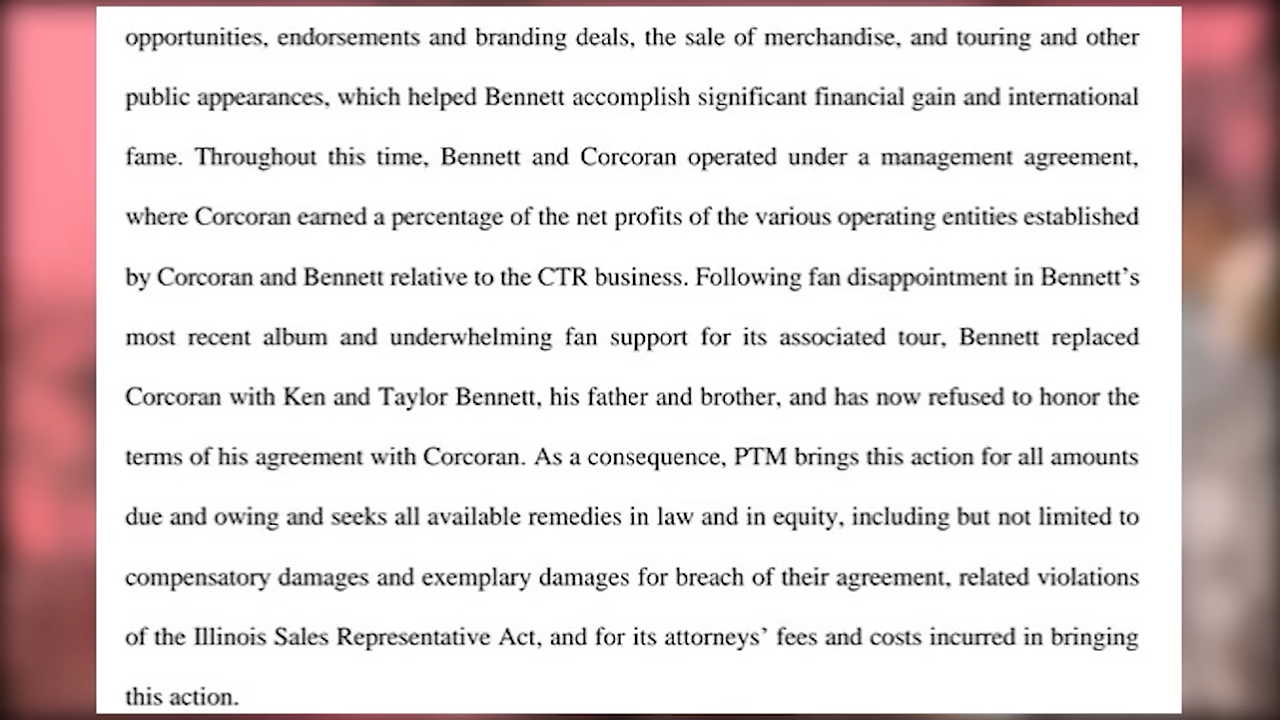 opportunities, endorsements and branding deals, the sale of merchandise, and touring and other
public appearances, which helped Bennett accomplish significant financial gain and international
fame. Throughout this time, Bennett and Corcoran operated under a management agreement,
where Corcoran earned a percentage of the net profits of the various operating entities established
by Corcoran and Bennett relative to the CTR business. Following fan disappointment in Bennett’s
most recent album and underwhelming fan support for its associated tour, Bennett replaced
Corcoran with Ken and Taylor Bennett, his father and brother, and has now refused to honor the
terms of his agreement with Corcoran. As a consequence, PTM brings this action for all amounts
due and owing and seeks all available remedies in law and in equity, including but not limited to
compensatory damages and exemplary damages for breach of their agreement, related violations
of the Illinois Sales Representative Act, and for its attorneys’ fees and costs incurred in bringing
this action.